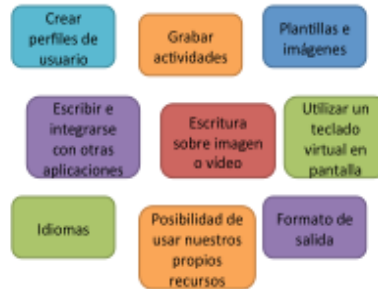 Crear
perfiles de
usuario
Grabar
actividades
Plantillas e
imágenes
Escribir e
integrarse
con otras
aplicaciones
Escritura
sobre imagen
o video
Utilizar un
teclado
virtual en
pantalla
Idiomas
Posibilidad de
usar nuestros
propios
recursos
Formato de
salida